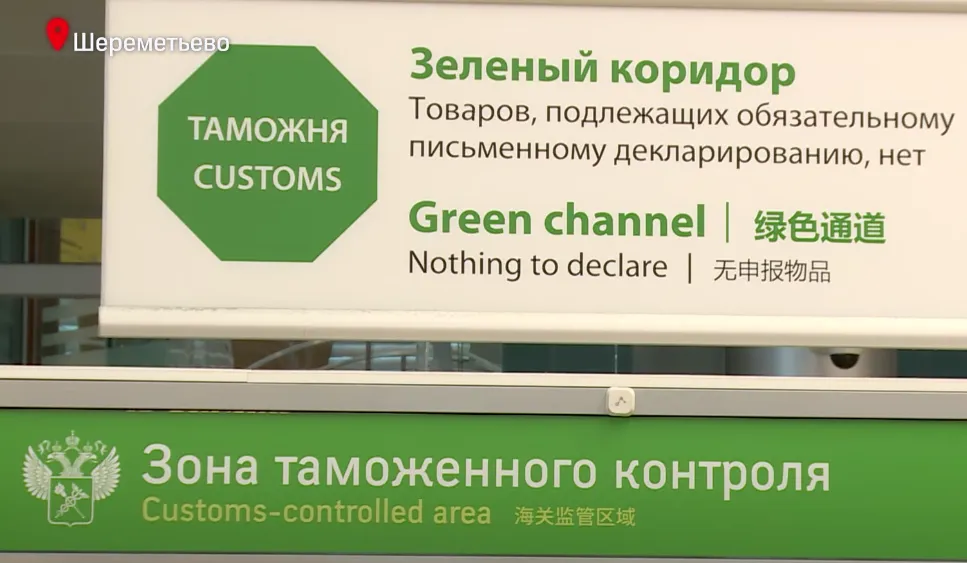 Шереметьево
ТАМОЖНЯ
CUSTOMS
Зеленый коридор
Товаров, подлежащих обязательному
письменному декларированию, нет
Green channel | 绿色通道
Nothing to declare | 无申报物品
Зона таможенного контроля
Customs-controlled area 海关监管区域